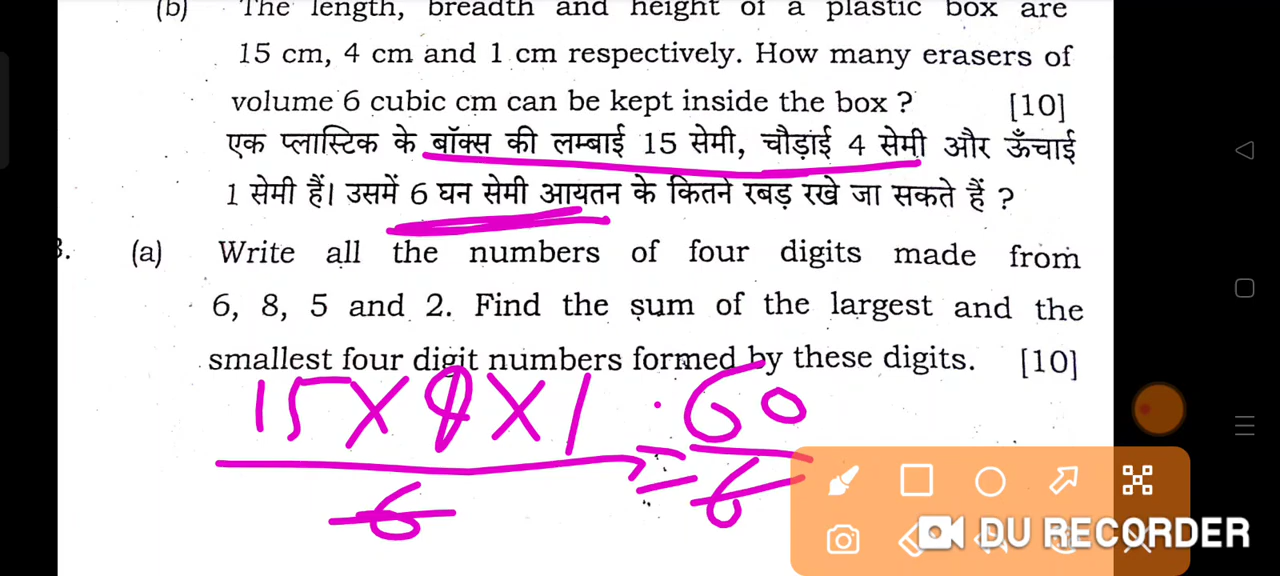 (b) The length, breadth and height of a plastic box are
15 cm, 4 cm and 1 cm respectively. How many erasers of
volume 6 cubic cm can be kept inside the box ? [10]
एक प्लास्टिक के बॉक्स की लम्बाई 15 सेमी, चौड़ाई 4 सेमी और ऊँचाई
1 सेमी हैं। उसमें 6 घन सेमी आयतन के कितने रबड़ रखे जा सकते हैं ?
3. (a) Write all the numbers of four digits made from
6, 8, 5 and 2. Find the sum of the largest and the
smallest four digit numbers formed by these digits. [10]
15 X 4 X 1 60
= 
6 6
DU RECORDER